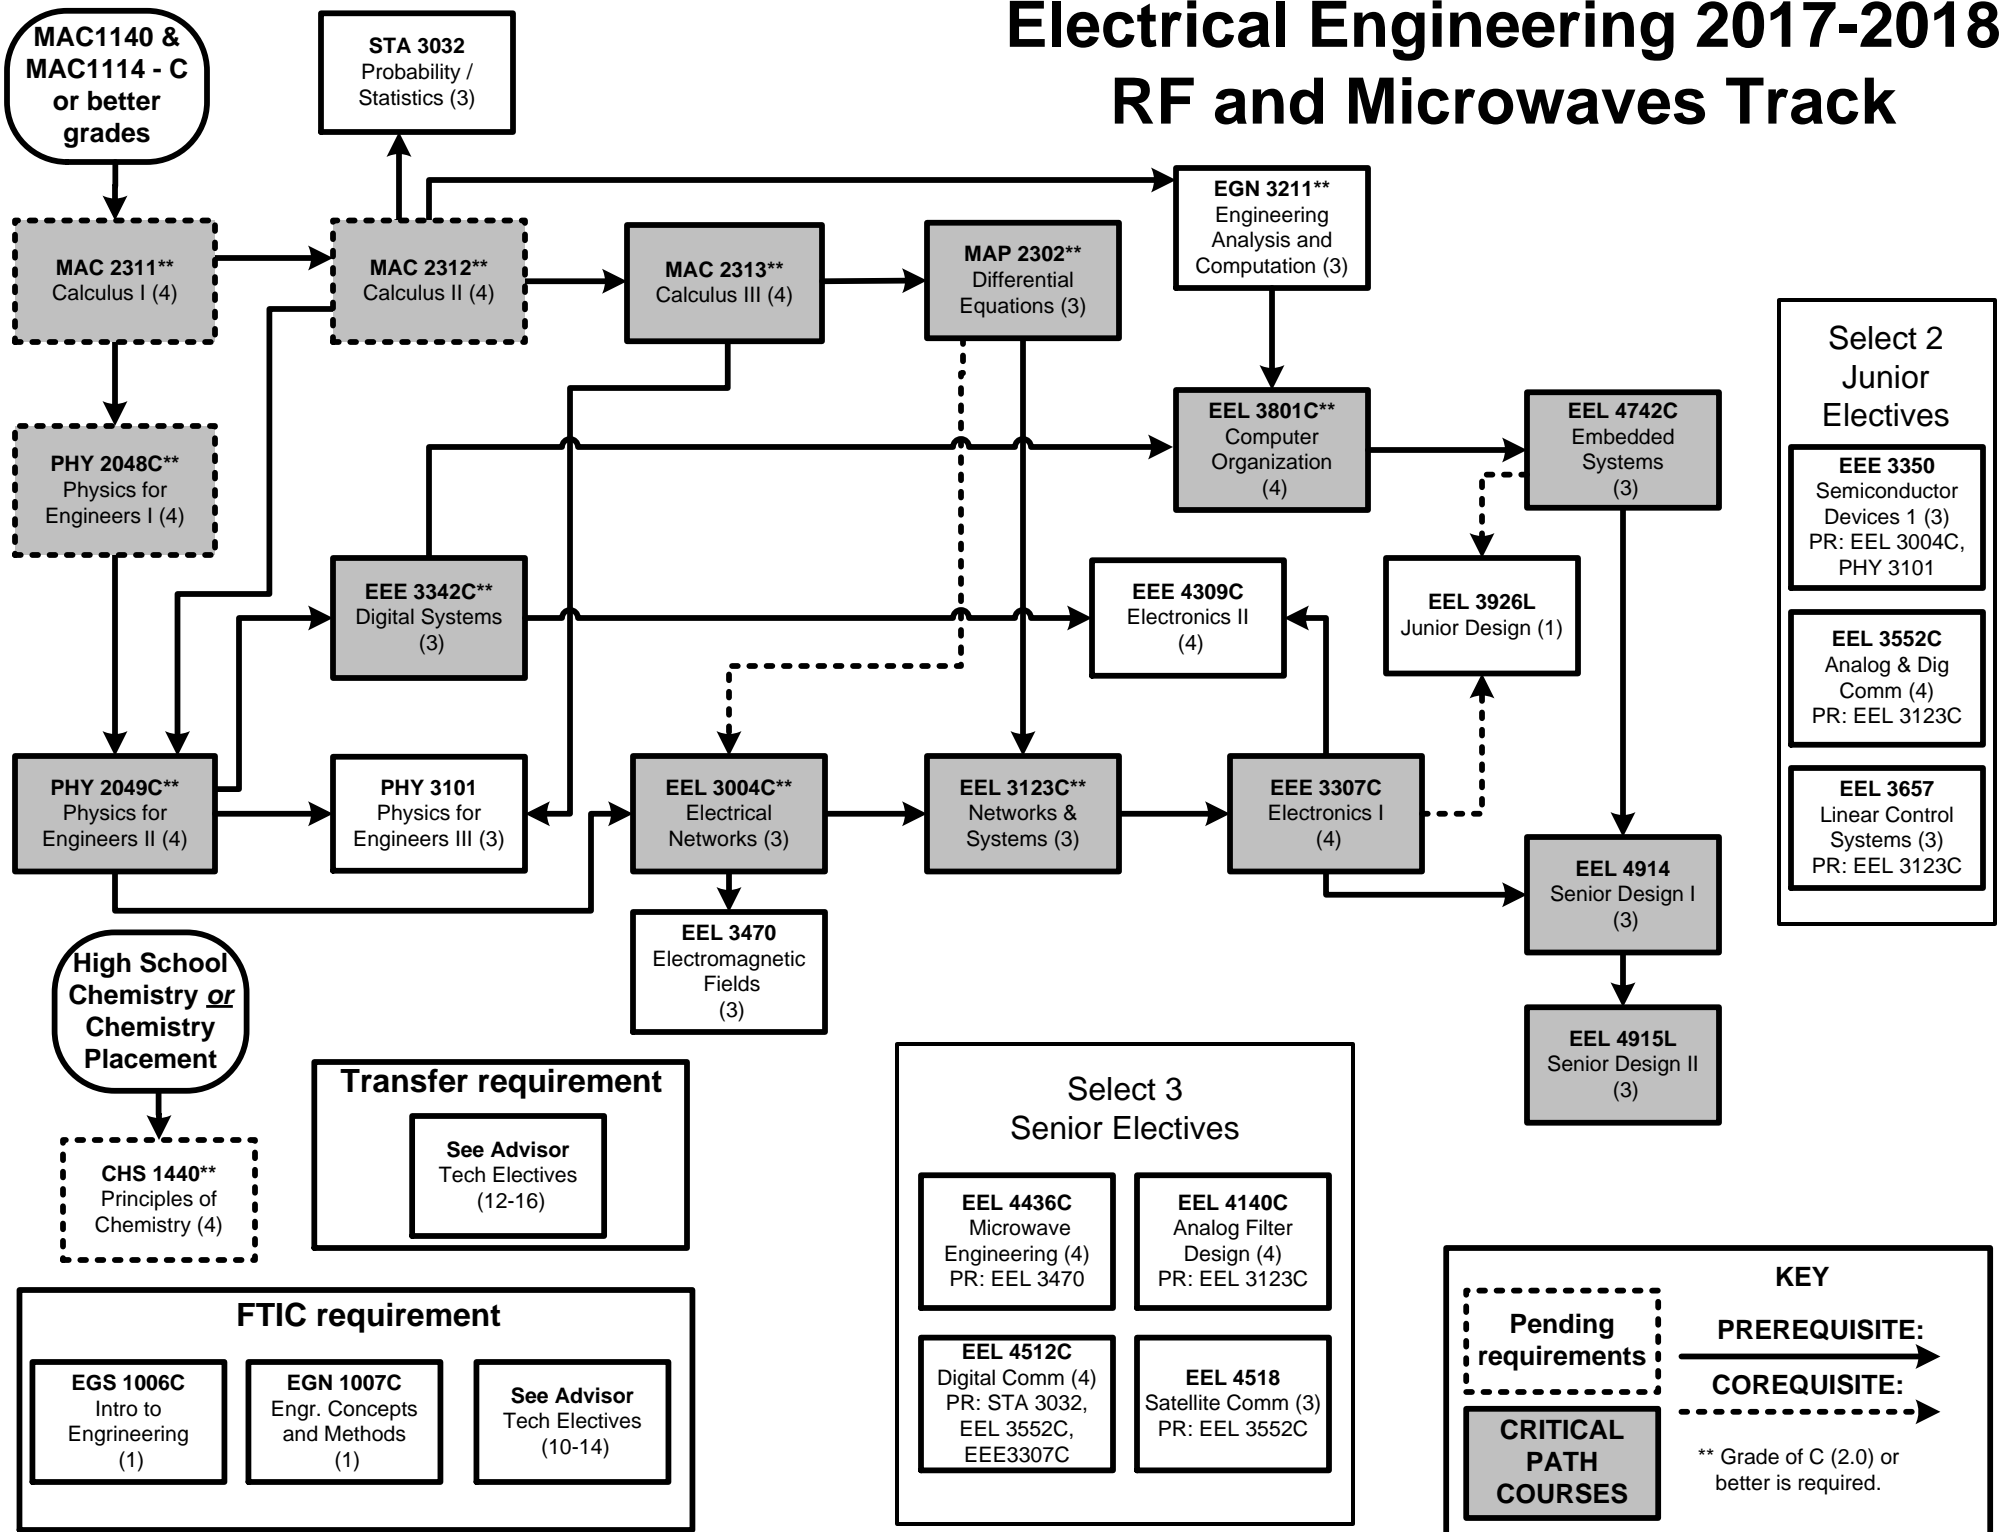 Electrical Engineering 2017-2018
RF and Microwaves Track
MAC1140 &
MAC1114 - C
or better
grades
STA 3032
Probability /
Statistics (3)
EGN 3211**
Engineering
Analysis and
Computation (3)
MAC 2311**
Calculus I (4)
MAC 2312**
Calculus II (4)
MAC 2313**
Calculus III (4)
MAP 2302**
Differential
Equations (3)
PHY 2048C**
Physics for
Engineers I (4)
EEL 3801C**
Computer
Organization
(4)
EEL 4742C
Embedded
Systems
(3)
EEE 3342C**
Digital Systems
(3)
EEE 4309C
Electronics II
(4)
EEL 3926L
Junior Design (1)
PHY 2049C**
Physics for
Engineers II (4)
PHY 3101
Physics for
Engineers III (3)
EEL 3004C**
Electrical
Networks (3)
EEL 3123C**
Networks &
Systems (3)
EEE 3307C
Electronics I
(4)
EEL 4914
Senior Design I
(3)
EEL 3470
Electromagnetic
Fields
(3)
EEL 4915L
Senior Design II
(3)
Select 2
Junior
Electives
EEE 3350
Semiconductor
Devices 1 (3)
PR: EEL 3004C,
PHY 3101
EEL 3552C
Analog & Dig
Comm (4)
PR: EEL 3123C
EEL 3657
Linear Control
Systems (3)
PR: EEL 3123C
High School
Chemistry or
Chemistry
Placement
CHS 1440**
Principles of
Chemistry (4)
Transfer requirement
See Advisor
Tech Electives
(12-16)
FTIC requirement
EGS 1006C
Intro to
Engrineering
(1)
EGN 1007C
Engr. Concepts
and Methods
(1)
See Advisor
Tech Electives
(10-14)
Select 3
Senior Electives
EEL 4436C
Microwave
Engineering (4)
PR: EEL 3470
EEL 4140C
Analog Filter
Design (4)
PR: EEL 3123C
EEL 4512C
Digital Comm (4)
PR: STA 3032,
EEL 3552C,
EEE3307C
EEL 4518
Satellite Comm (3)
PR: EEL 3552C
KEY
Pending
requirements
PREREQUISITE:
COREQUISITE:
CRITICAL
PATH
COURSES
** Grade of C (2.0) or
better is required.